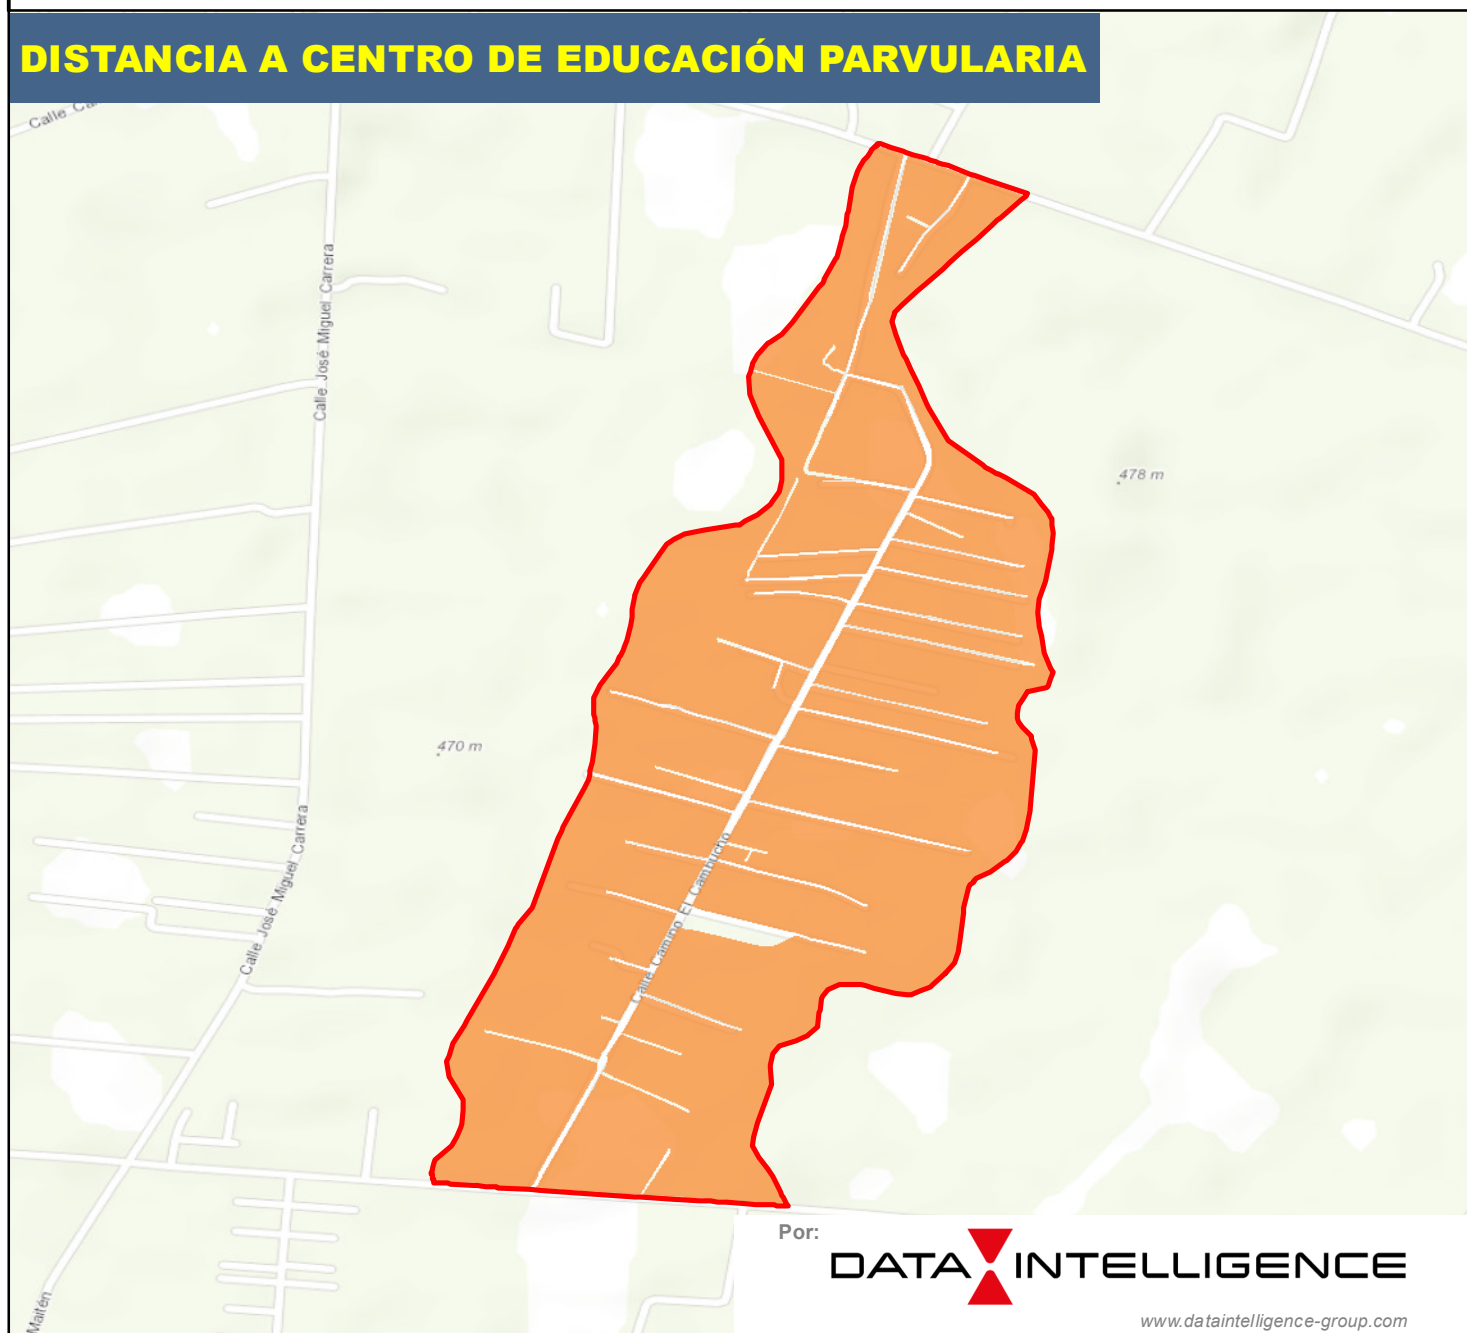 DISTANCIA A CENTRO DE EDUCACIÓN PARVULARIA
Calle
Calle José Miguel Carrera
478 m
470 m
Calle José Miguel Carrera
Calle Camino El Cambucho
Maitén
Por:
DATA INTELLIGENCE
www.dataintelligence-group.com